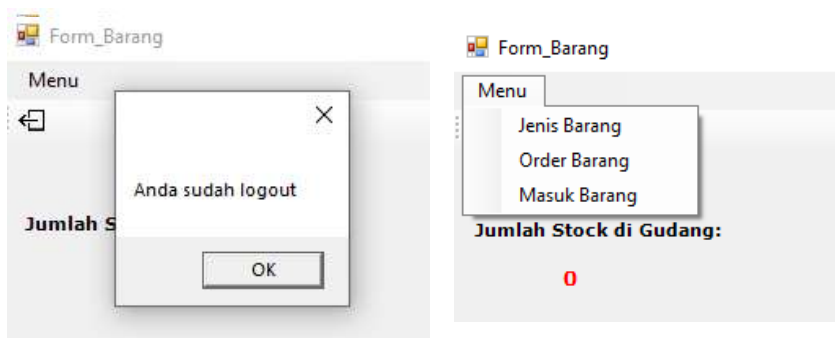 Form_Barang
Menu
Anda sudah logout
Jumlah S
OK
Form_Barang
Menu
Jenis Barang
Order Barang
Masuk Barang
Jumlah Stock di Gudang:
0